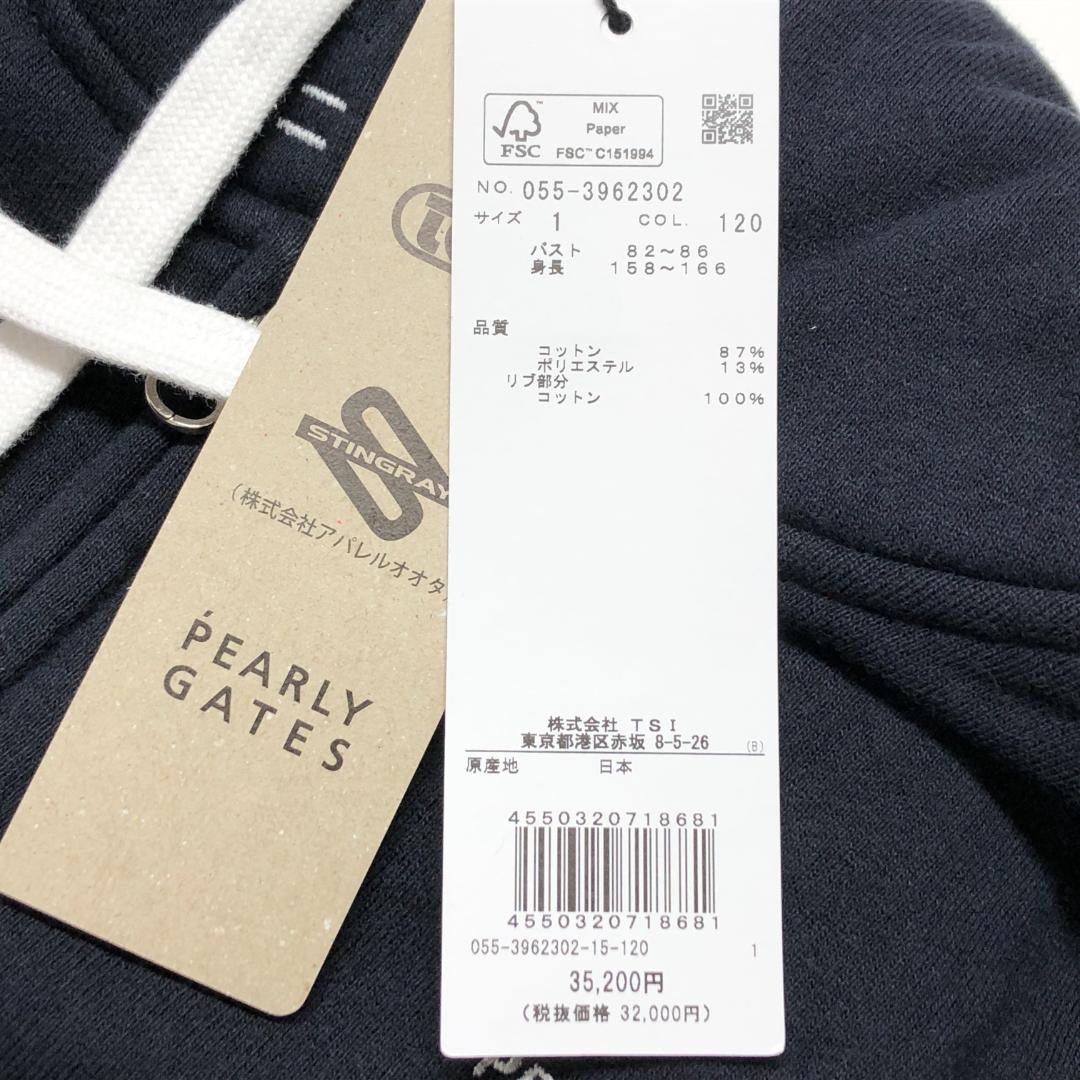 MIX
Paper
FSC
FSC™ C151994
NO. 055-3962302
サイズ 1 COL. 120
バスト 82～86
身長 158～166
品質
コットン 87%
ポリエステル 13%
リブ部分
コットン 100%
株式会社 TSI
東京都港区赤坂 8-5-26 (B)
原産地 日本
4550320718681
4550320718681
055-3962302-15-120 1
35,200円
(税抜価格 32,000円)
STINGRAY
(株式会社アパレルオオタ
PEARLY
GATES